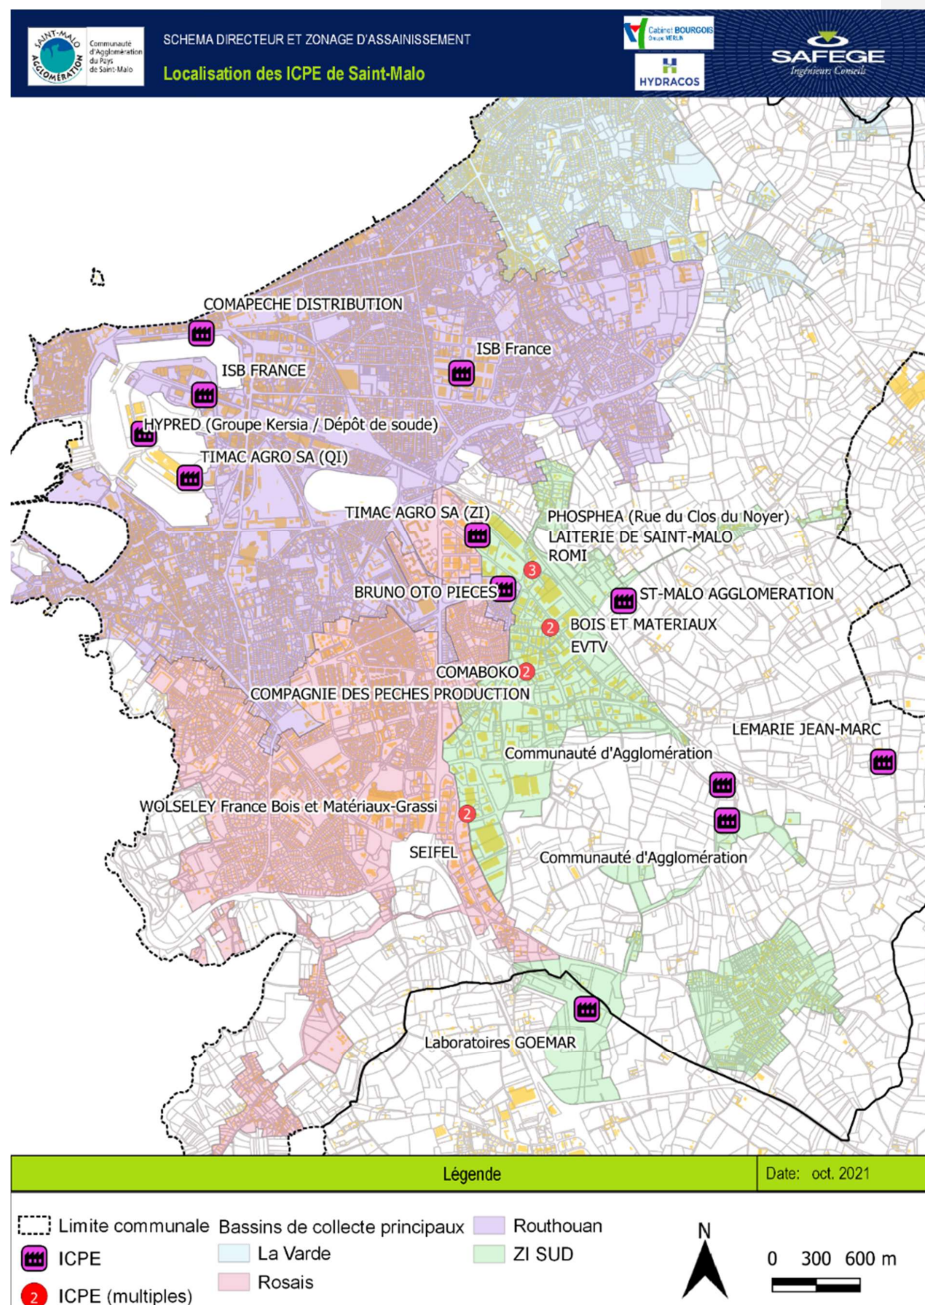 SAINT-MALO
AGGLOMÉRATION
Communauté
d'Agglomération
du Pays
de Saint-Malo
SCHEMA DIRECTEUR ET ZONAGE D'ASSAINISSEMENT
Localisation des ICPE de Saint-Malo
Cabinet BOURGOIS
Groupe MERLIN
HYDRACOS
SAFEGE
Ingénieurs Conseils
COMAPECHE DISTRIBUTION
ISB France
ISB FRANCE
HYPRED (Groupe Kersia / Dépôt de soude)
TIMAC AGRO SA (QI)
TIMAC AGRO SA (ZI)
PHOSPHEA (Rue du Clos du Noyer)
LAITERIE DE SAINT-MALO
ROMI
3
BRUNO OTO PIECES
ST-MALO AGGLOMERATION
2
BOIS ET MATERIAUX
EVTV
COMABOKO
2
COMPAGNIE DES PECHES PRODUCTION
LEMARIE JEAN-MARC
Communauté d'Agglomération
WOLSELEY France Bois et Matériaux-Grassi
2
SEIFEL
Communauté d'Agglomération
Laboratoires GOEMAR
Légende
Date: oct. 2021
Limite communale
ICPE
2 ICPE (multiples)
Bassins de collecte principaux
La Varde
Rosais
Routhouan
ZI SUD
N
0 300 600 m